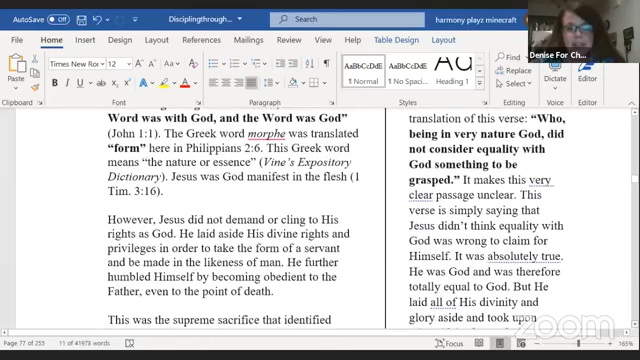 AutoSave Off
Disciplingthrough...
Search
harmony playz minecraft
Denise For Ch...
File Home Insert Draw Design Layout References Mailings Review View Help Table Design Layout
Times New Ror 12
Paste
Clipboard
Font
Paragraph
AaBbCcDdE AaBbCcDdE
¶ Normal ¶ No Spaci... Heading 1
Styles
Find
Replace
Select
Editing
Dictate
Voice
Editor
Editor
Word was with God, and the Word was God”
(John 1:1). The Greek word morphe was translated
“form” here in Philippians 2:6. This Greek word
means “the nature or essence” (Vine’s Expository
Dictionary). Jesus was God manifest in the flesh (1
Tim. 3:16).
However, Jesus did not demand or cling to His
rights as God. He laid aside His divine rights and
privileges in order to take the form of a servant
and be made in the likeness of man. He further
humbled Himself by becoming obedient to the
Father, even to the point of death.
This was the supreme sacrifice that identified
translation of this verse: “Who,
being in very nature God, did
not consider equality with
God something to be
grasped.” It makes this very
clear passage unclear. This
verse is simply saying that
Jesus didn’t think equality with
God was wrong to claim for
Himself. It was absolutely true.
He was God and was therefore
totally equal to God. But He
laid all of His divinity and
glory aside and took upon
zoom
Page 77 of 253 11 of 41978 words
Focus
165%